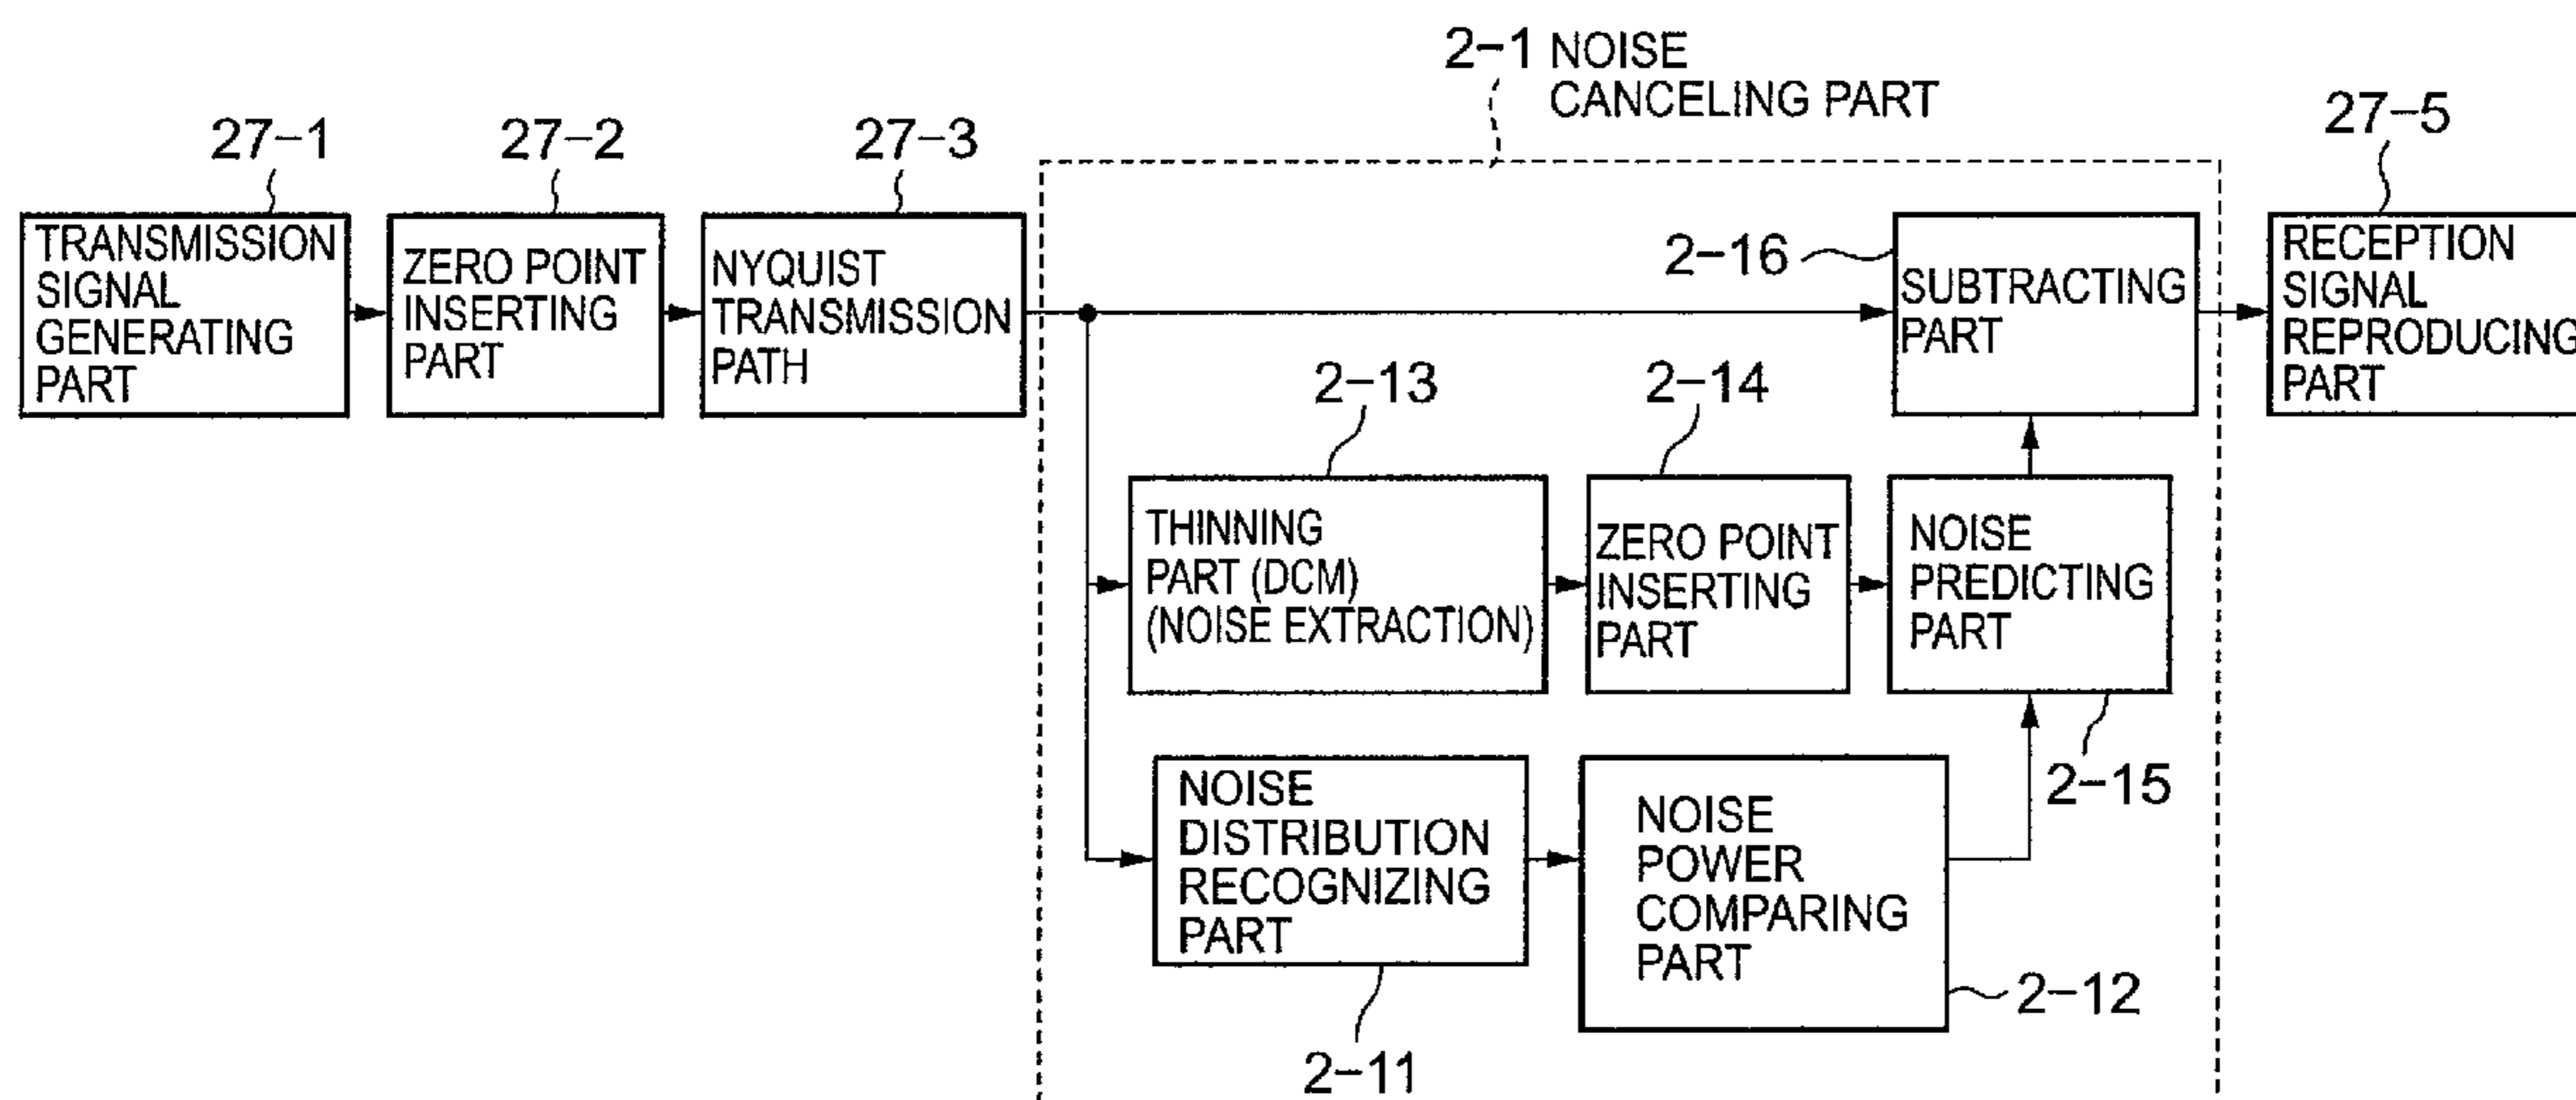 2-1 NOISE
CANCELING PART
27-1
27-2
27-3
27-5
TRANSMISSION
SIGNAL
GENERATING
PART
ZERO POINT
INSERTING
PART
NYQUIST
TRANSMISSION
PATH
2-16
SUBTRACTING
PART
RECEPTION
SIGNAL
REPRODUCING
PART
2-13
2-14
THINNING
PART (DCM)
(NOISE EXTRACTION)
ZERO POINT
INSERTING
PART
NOISE
PREDICTING
PART
2-15
NOISE
DISTRIBUTION
RECOGNIZING
PART
NOISE
POWER
COMPARING
PART
2-12
2-11